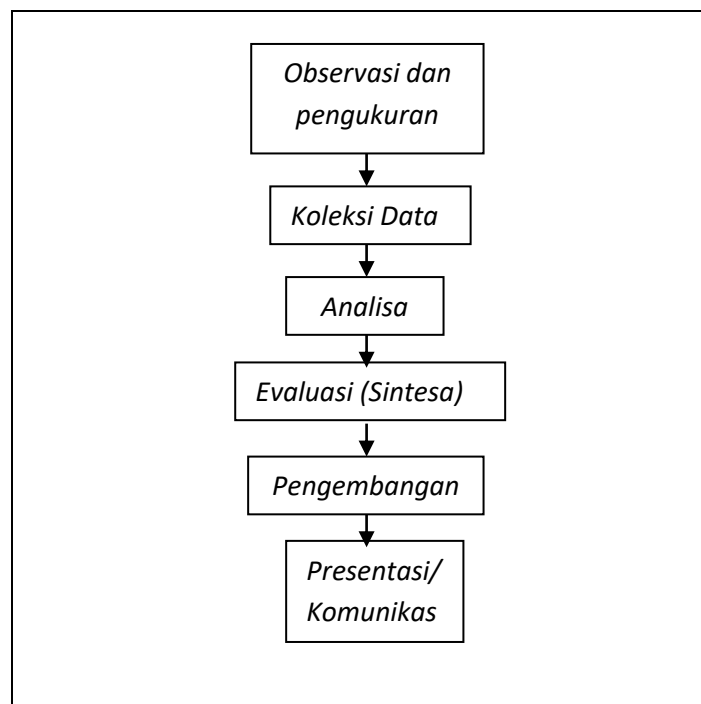 Observasi dan
pengukuran
Koleksi Data
Analisa
Evaluasi (Sintesa)
Pengembangan
Presentasi/
Komunikas